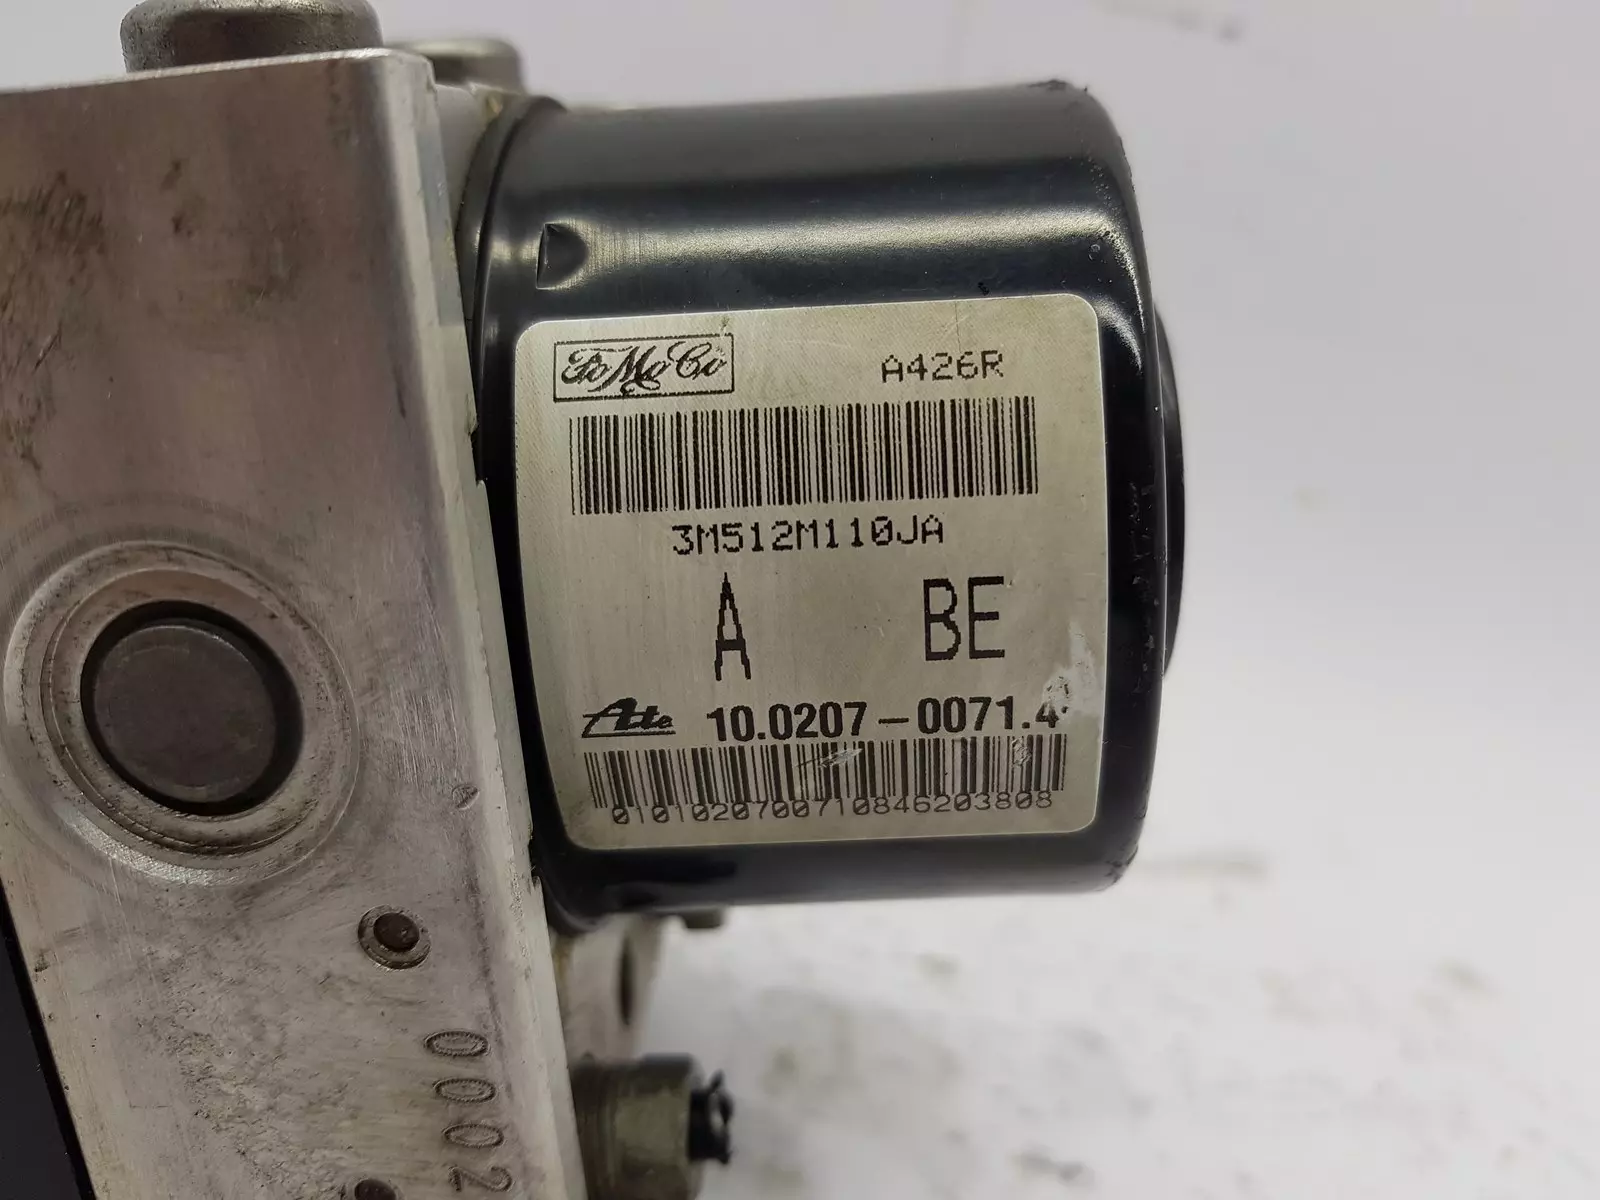 FoMoCo A426R
3M512M110JA
A BE
Ate 10.0207-0071.4
0101020700710846203808
0002